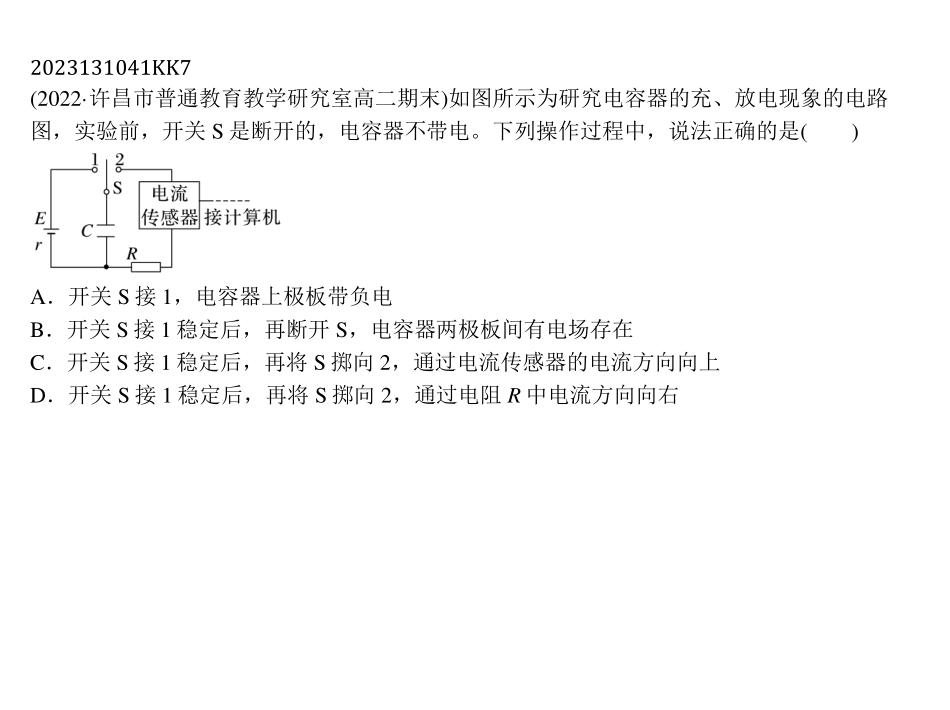 2023131041KK7
(2022·许昌市普通教育教学研究室高二期末)如图所示为研究电容器的充、放电现象的电路
图，实验前，开关 S 是断开的，电容器不带电。下列操作过程中，说法正确的是(　　)
1 2
S
电流
传感器 接计算机
E
r
C
R
A．开关 S 接 1，电容器上极板带负电
B．开关 S 接 1 稳定后，再断开 S，电容器两极板间有电场存在
C．开关 S 接 1 稳定后，再将 S 掷向 2，通过电流传感器的电流方向向上
D．开关 S 接 1 稳定后，再将 S 掷向 2，通过电阻 R 中电流方向向右